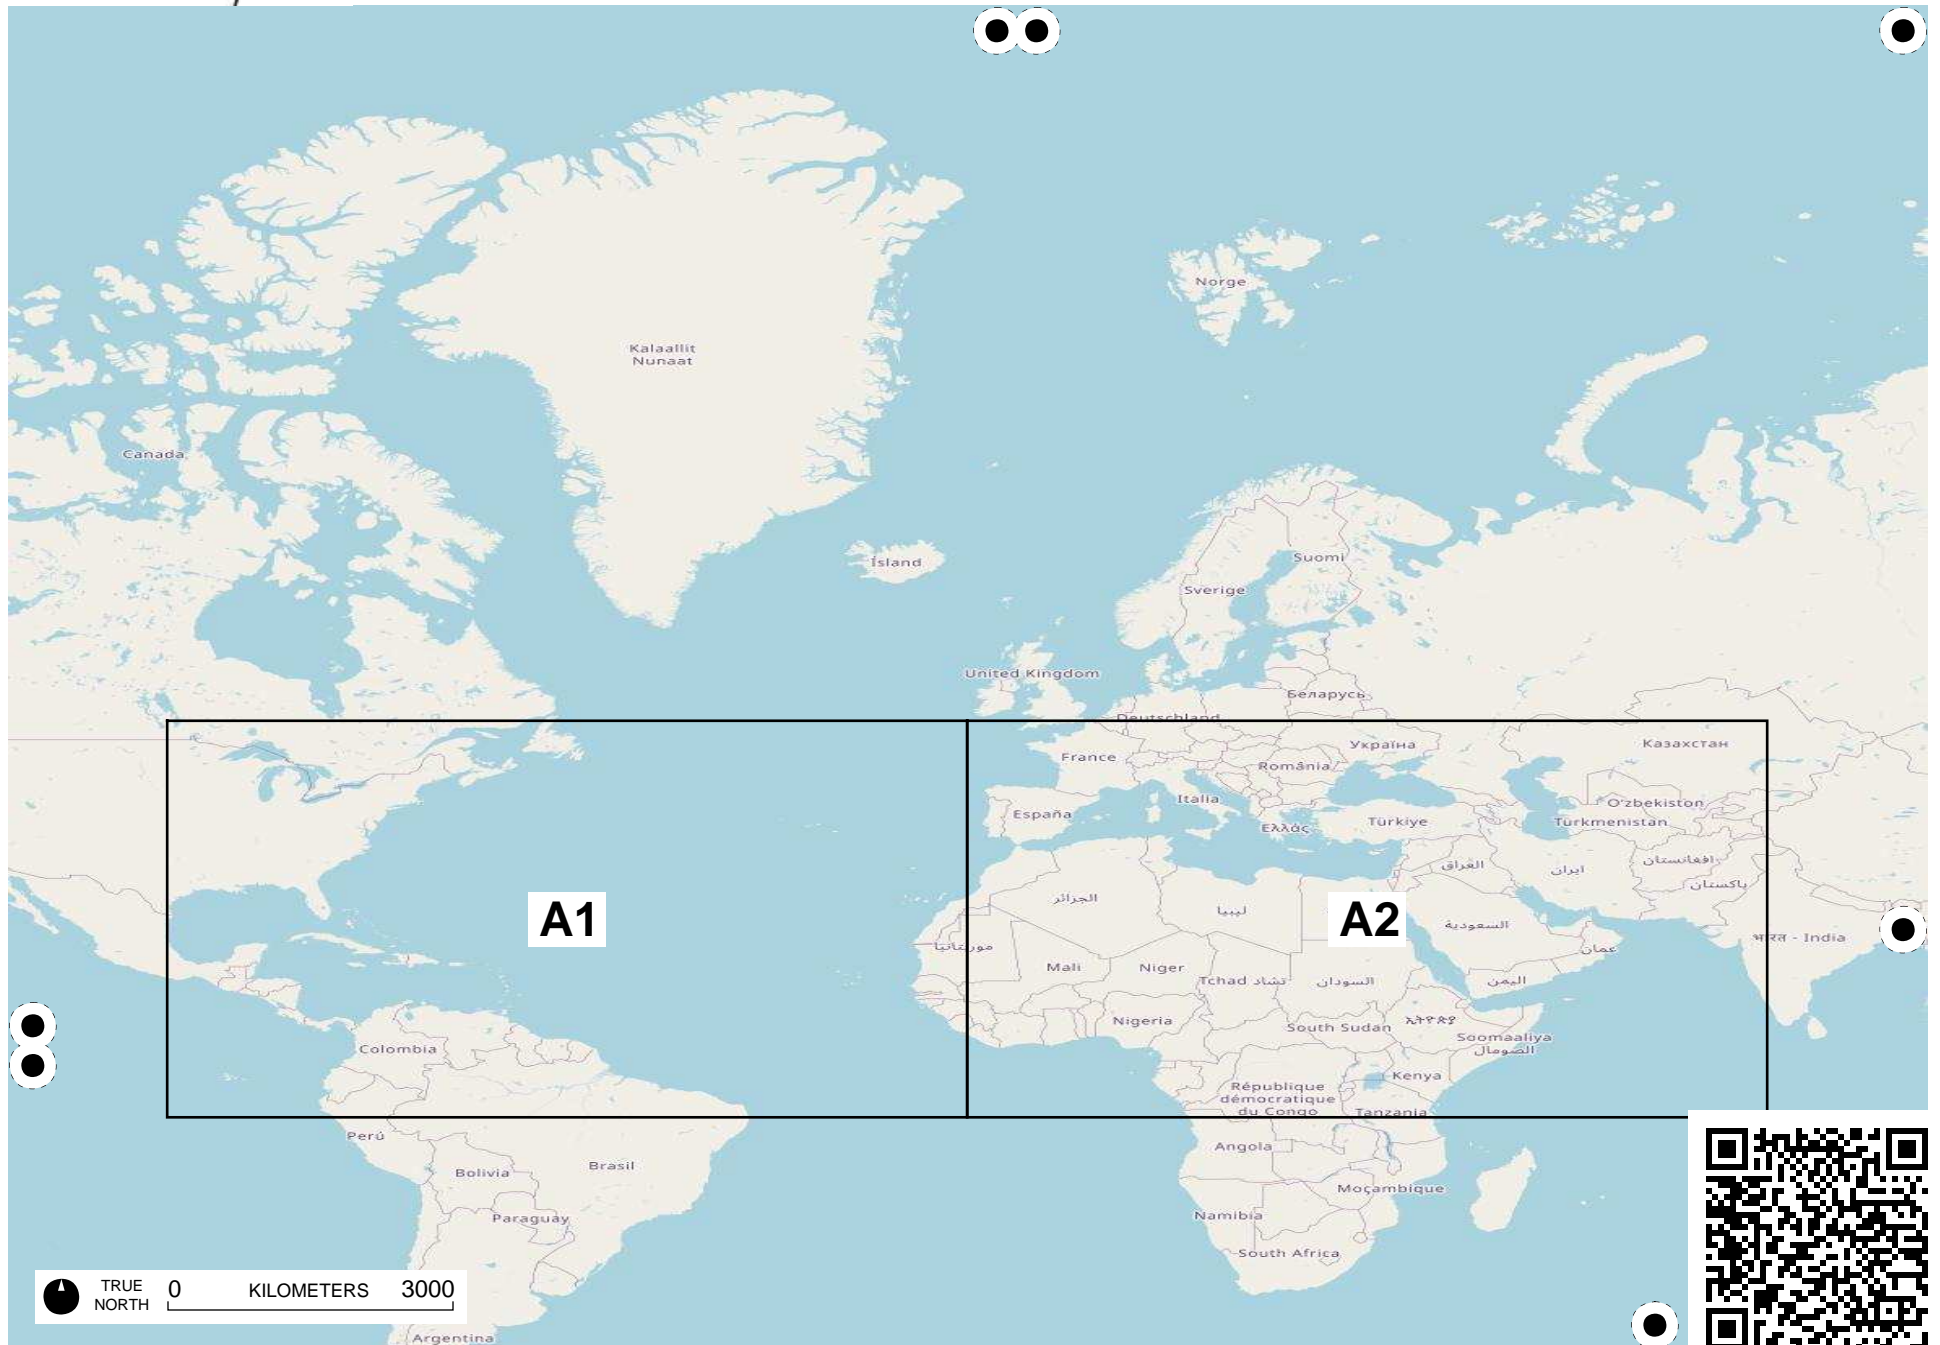 Norge
Kalaallit
Nunaat
Canada
Suomi
Ísland
Sverige
United Kingdom
Беларусь
Deutschland
Україна
Казахстан
France
România
Italia
O'zbekiston
España
Türkiye
Türkmenistan
Ελλάς
افغانستان
العراق
ایران
پاکستان
الجزائر
ليبيا
A1
A2
السعودية
भारत - India
موريتانيا
عمان
Mali
Niger
Tchad تشاد
السودان
اليمن
Nigeria
South Sudan
ኢትዮጵያ
Soomaaliya
الصومال
Colombia
Kenya
République
démocratique
du Congo
Tanzania
Perú
Angola
Bolivia
Brasil
Moçambique
Paraguay
Namibia
South Africa
TRUE
NORTH
0 KILOMETERS 3000
Argentina